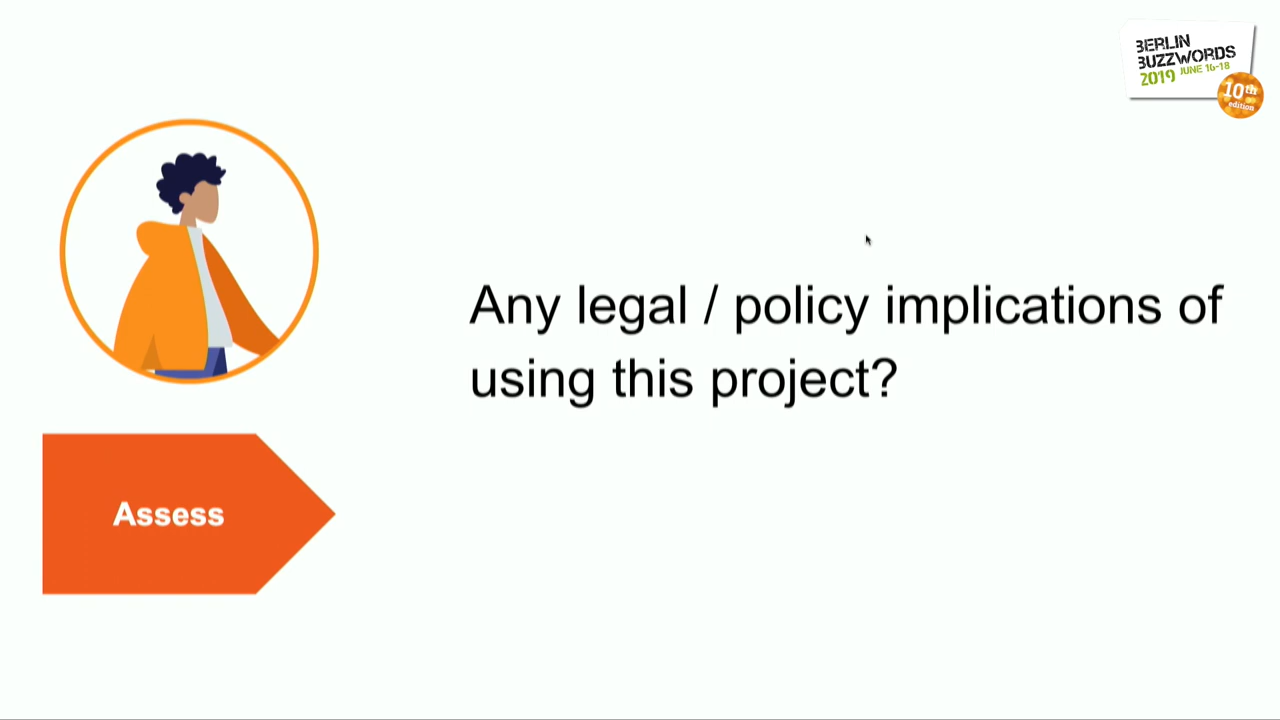 BERLIN
BUZZWORDS
2019 JUNE 16-18
10th
edition
Any legal / policy implications of
using this project?
Assess